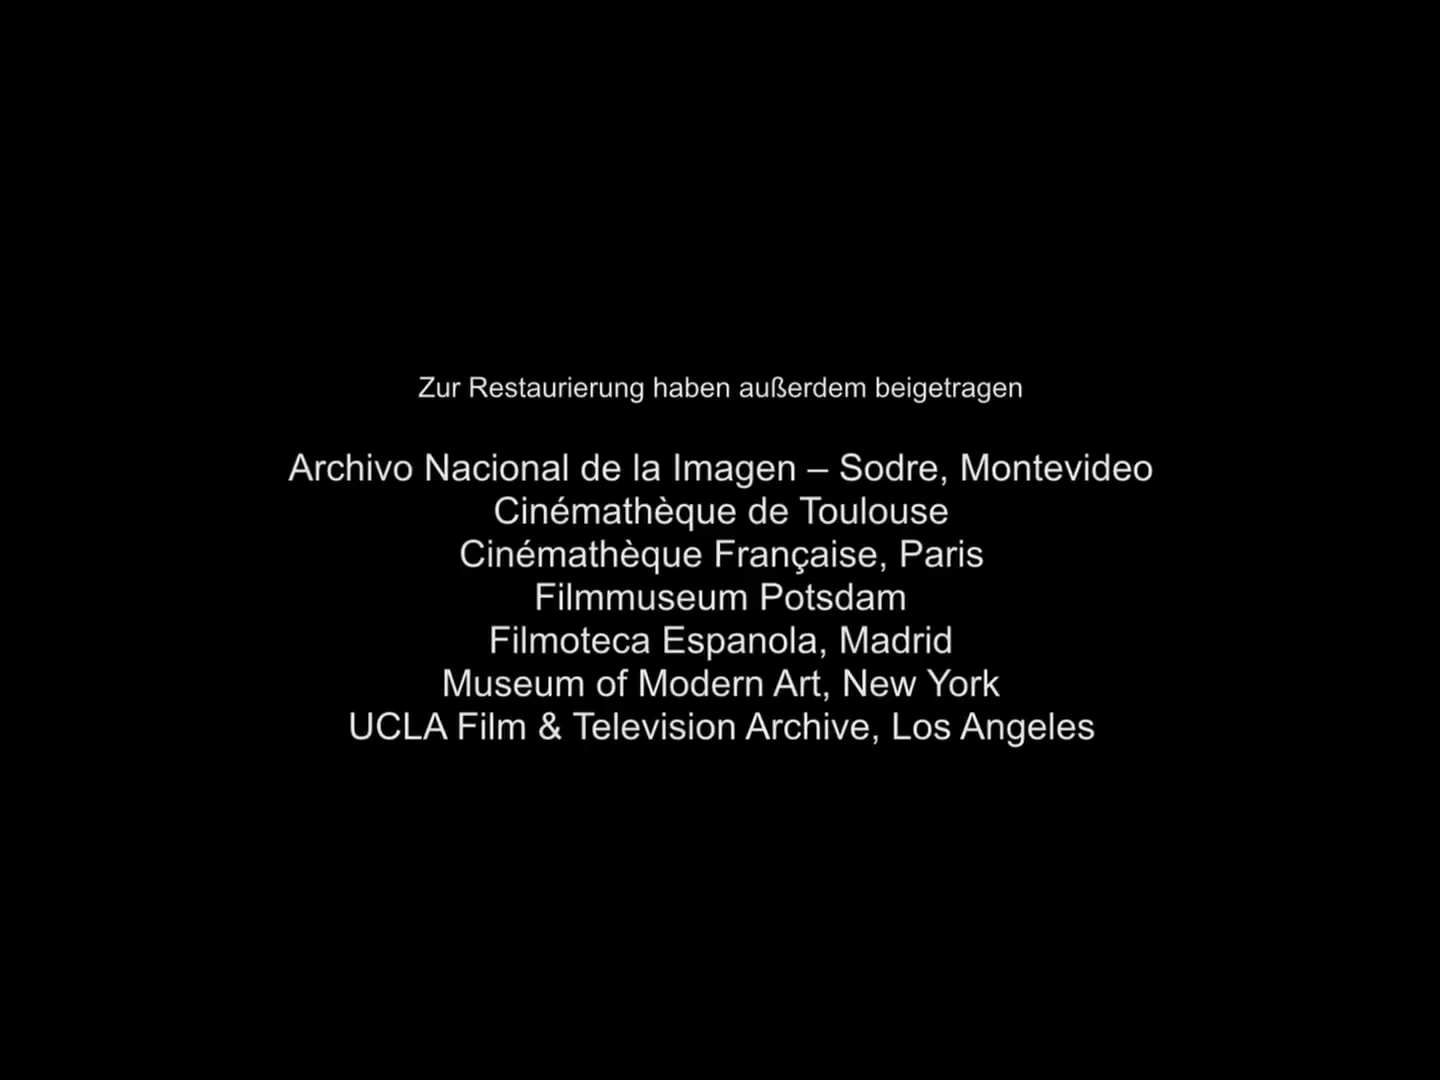 Zur Restaurierung haben außerdem beigetragen
Archivo Nacional de la Imagen – Sodre, Montevideo
Cinémathèque de Toulouse
Cinémathèque Française, Paris
Filmmuseum Potsdam
Filmoteca Espanola, Madrid
Museum of Modern Art, New York
UCLA Film & Television Archive, Los Angeles